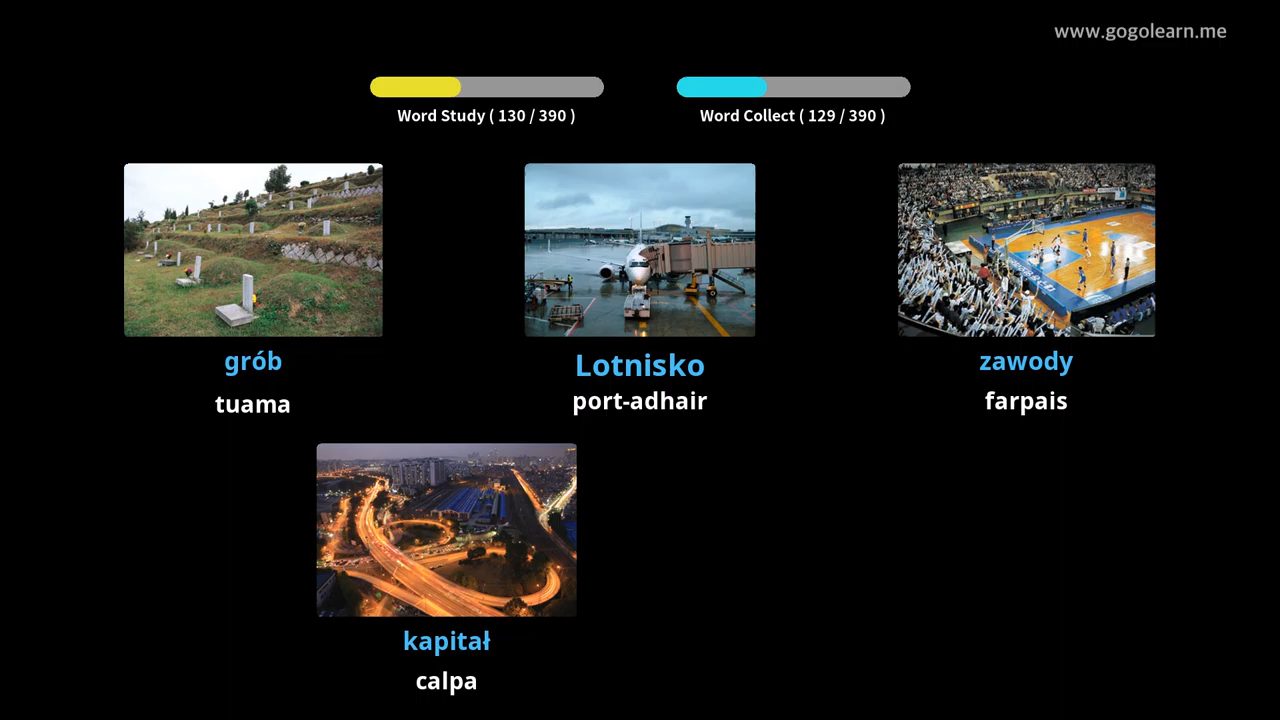 www.gogolearn.me
Word Study ( 130 / 390 )
Word Collect ( 129 / 390 )
grób
Lotnisko
zawody
tuama
port-adhair
farpais
kapitał
calpa